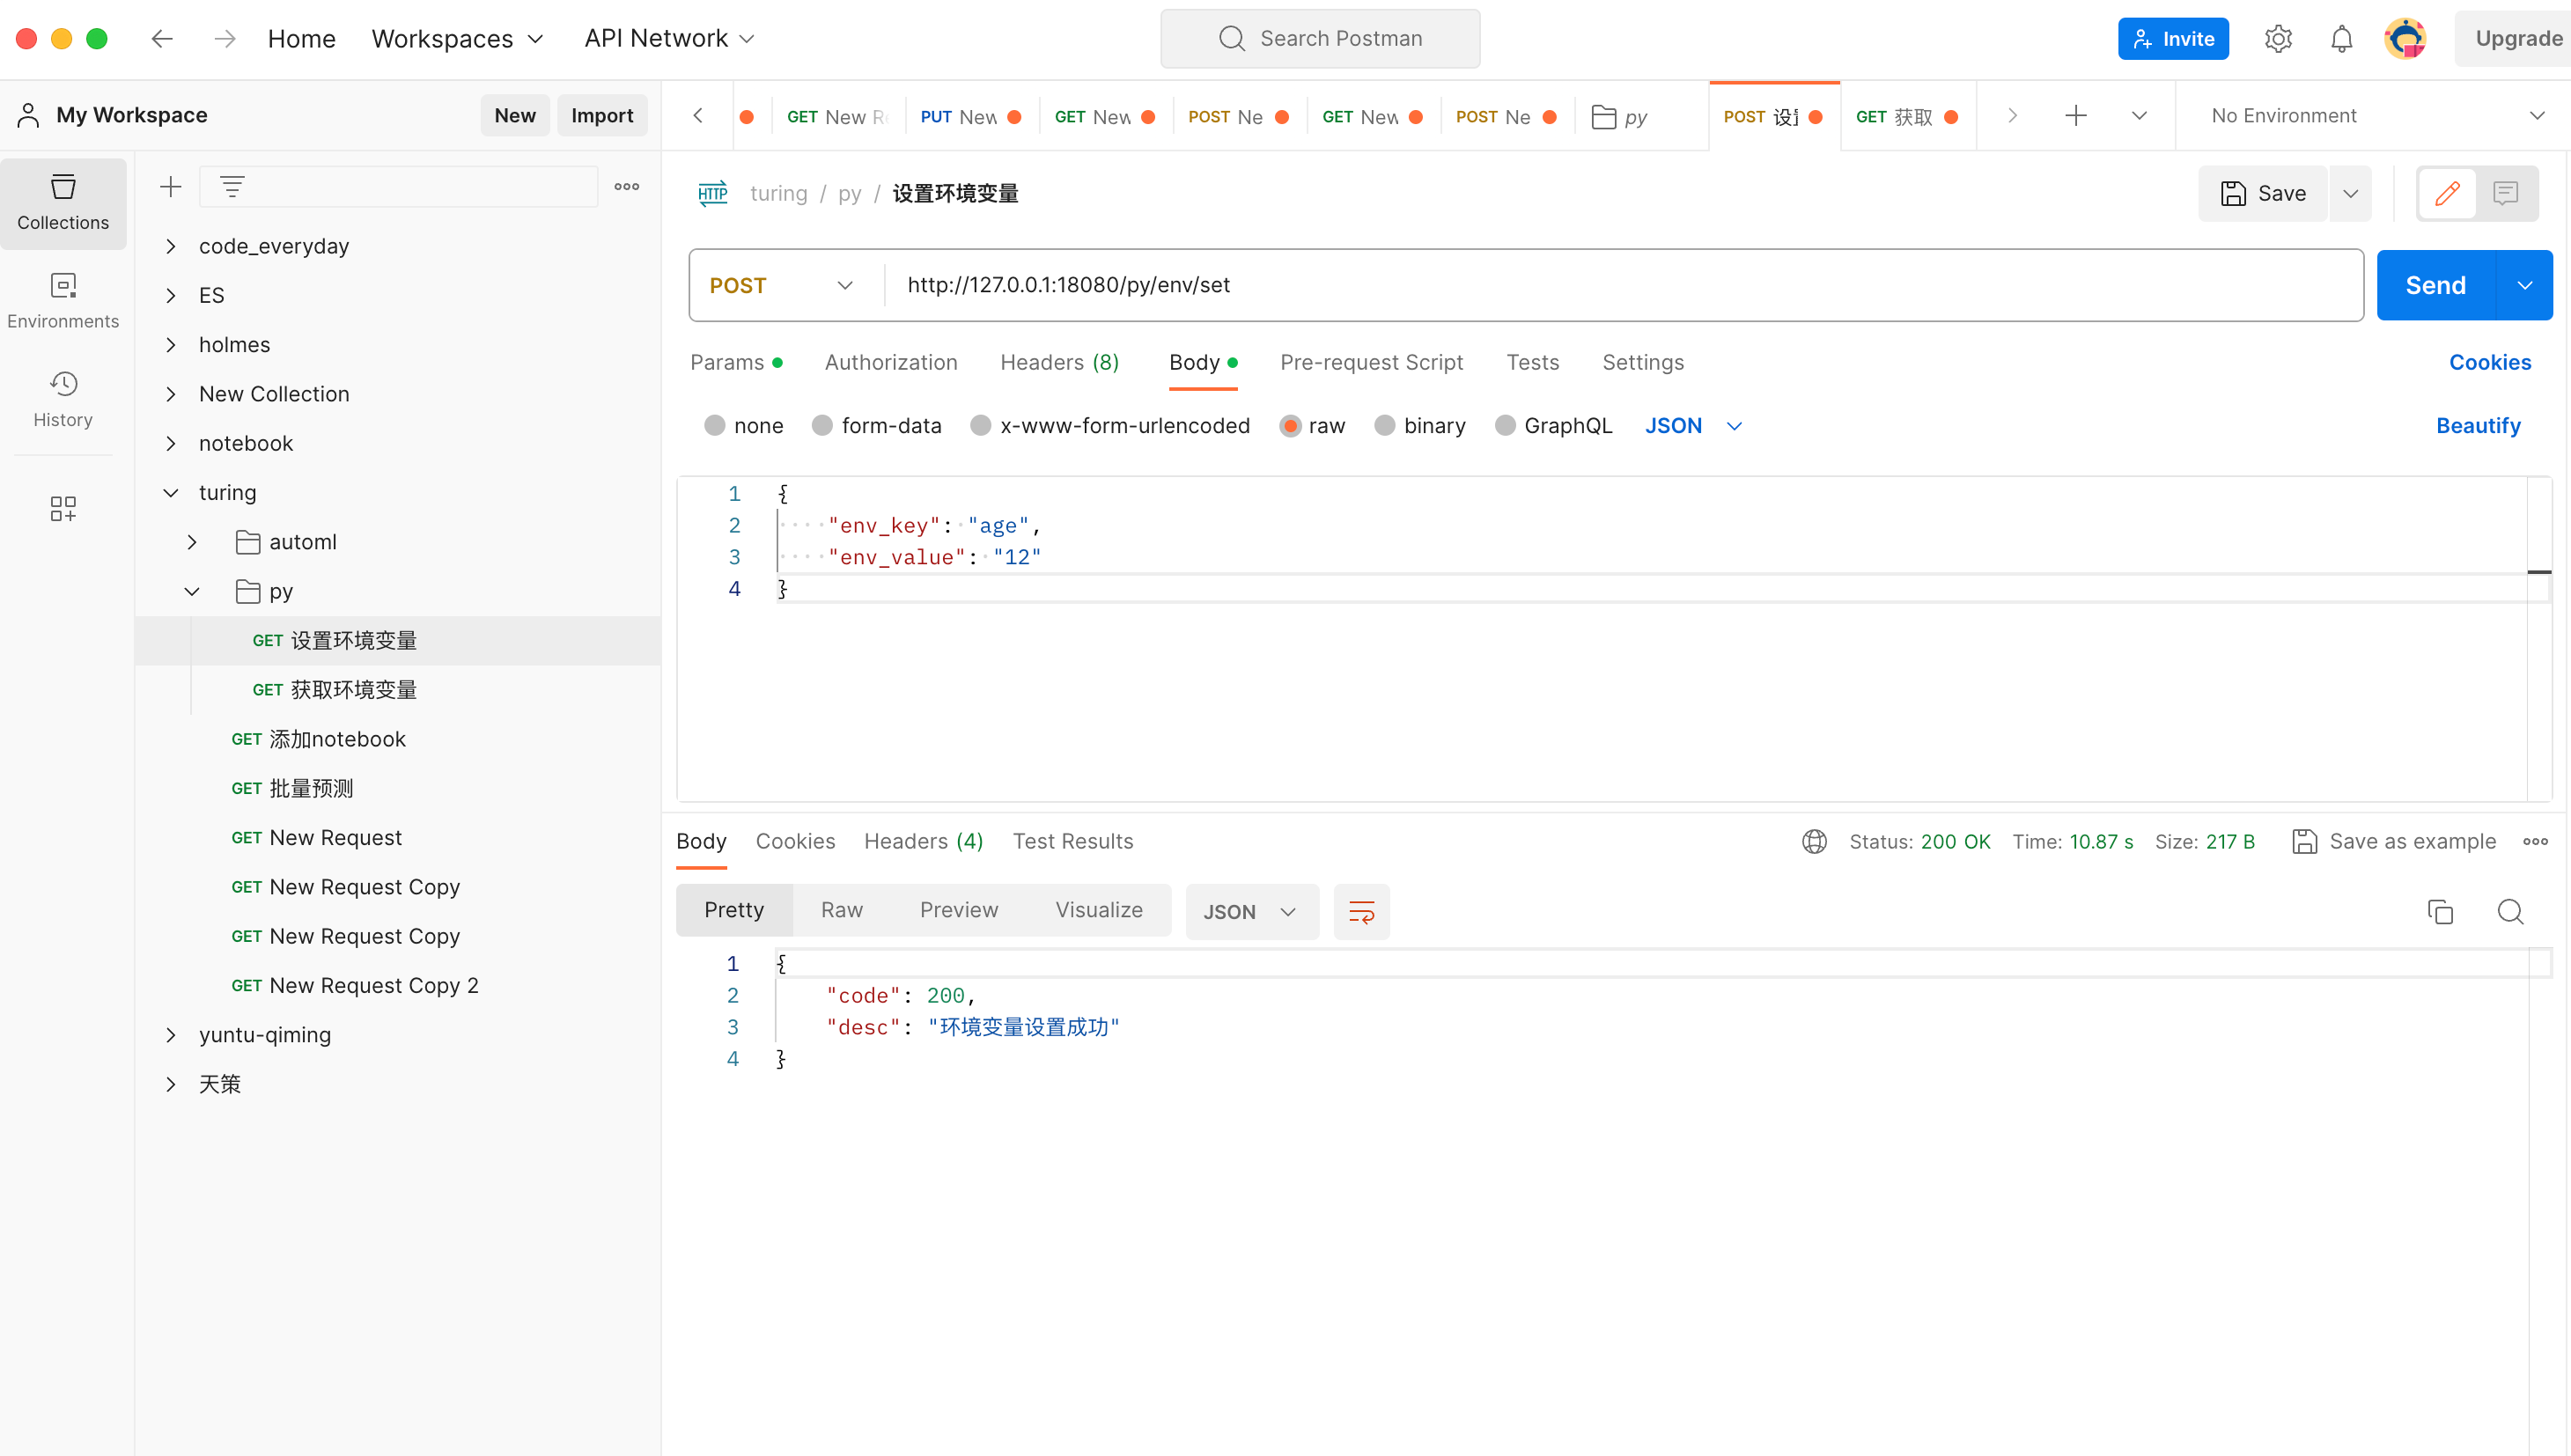 Home Workspaces API Network Search Postman Invite Upgrade
My Workspace New Import
GET New Re PUT New GET New POST Ne GET New POST Ne py POST 设置 GET 获取 No Environment
Collections
Environments
History
code_everyday
ES
holmes
New Collection
notebook
turing
automl
py
GET 设置环境变量
GET 获取环境变量
GET 添加notebook
GET 批量预测
GET New Request
GET New Request Copy
GET New Request Copy
GET New Request Copy 2
yuntu-qiming
天策
HTTP turing / py / 设置环境变量 Save
POST http://127.0.0.1:18080/py/env/set Send
Params Authorization Headers (8) Body Pre-request Script Tests Settings Cookies
none form-data x-www-form-urlencoded raw binary GraphQL JSON Beautify
1 {
2 "env_key": "age",
3 "env_value": "12"
4 }
Body Cookies Headers (4) Test Results Status: 200 OK Time: 10.87 s Size: 217 B Save as example
Pretty Raw Preview Visualize JSON
1 {
2 "code": 200,
3 "desc": "环境变量设置成功"
4 }